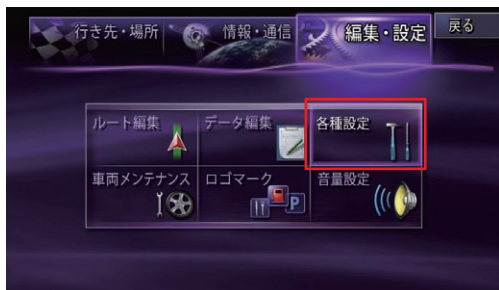 行き先・場所
情報・通信
編集・設定
戻る
ルート編集
データ編集
各種設定
車両メンテナンス
ロゴマーク
音量設定
P